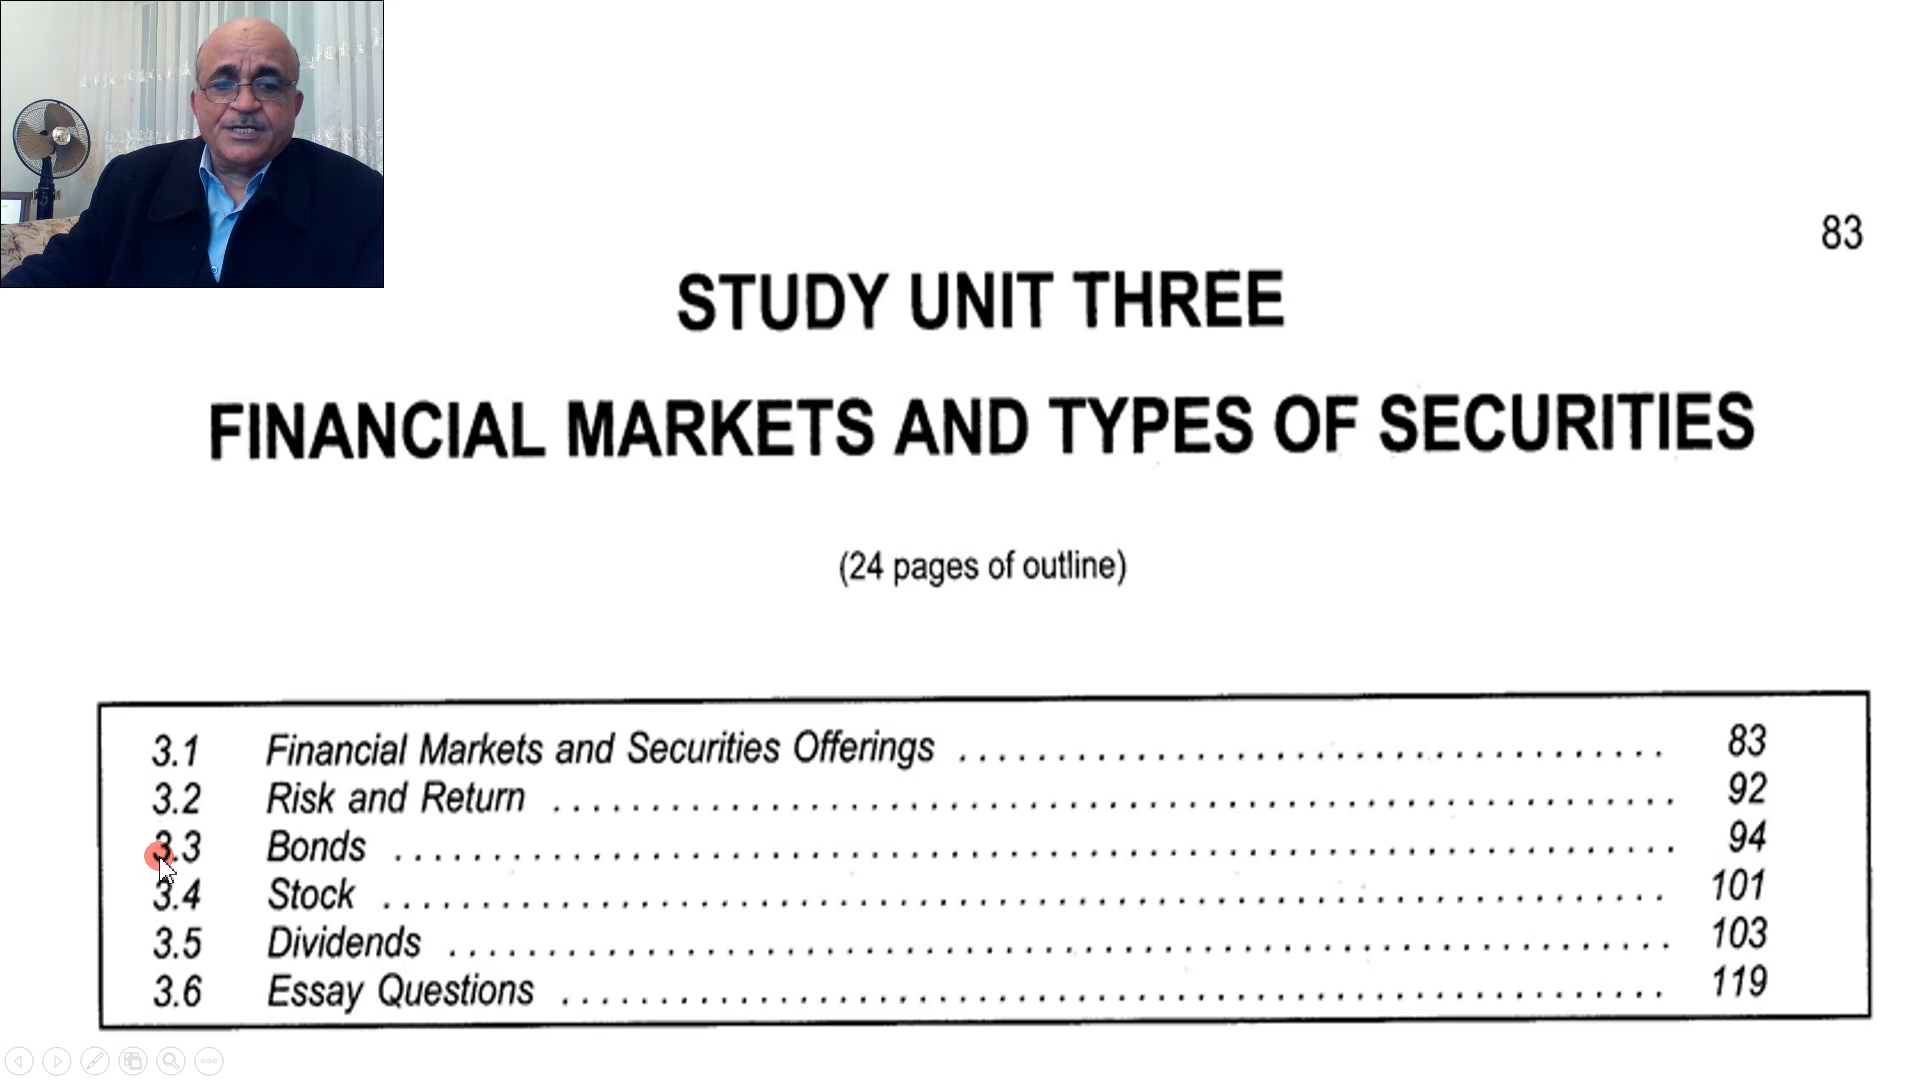 83
STUDY UNIT THREE
FINANCIAL MARKETS AND TYPES OF SECURITIES
(24 pages of outline)
3.1 Financial Markets and Securities Offerings 83
3.2 Risk and Return 92
3.3 Bonds 94
3.4 Stock 101
3.5 Dividends 103
3.6 Essay Questions 119